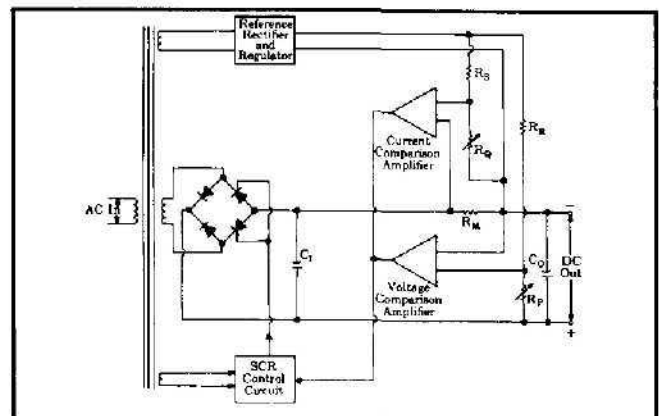 Reference
Rectifier
and
Regulator
R_S
R_R
Current
Comparison
Amplifier
R_Q
AC In
R_M
C_I
C_O
DC
Out
−
+
Voltage
Comparison
Amplifier
R_P
SCR
Control
Circuit